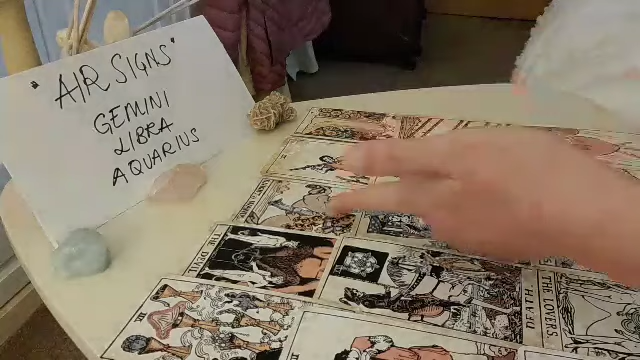 "AIR SIGNS"
GEMINI
LIBRA
AQUARIUS
THE DEVIL
DEATH.
THE LOVERS.